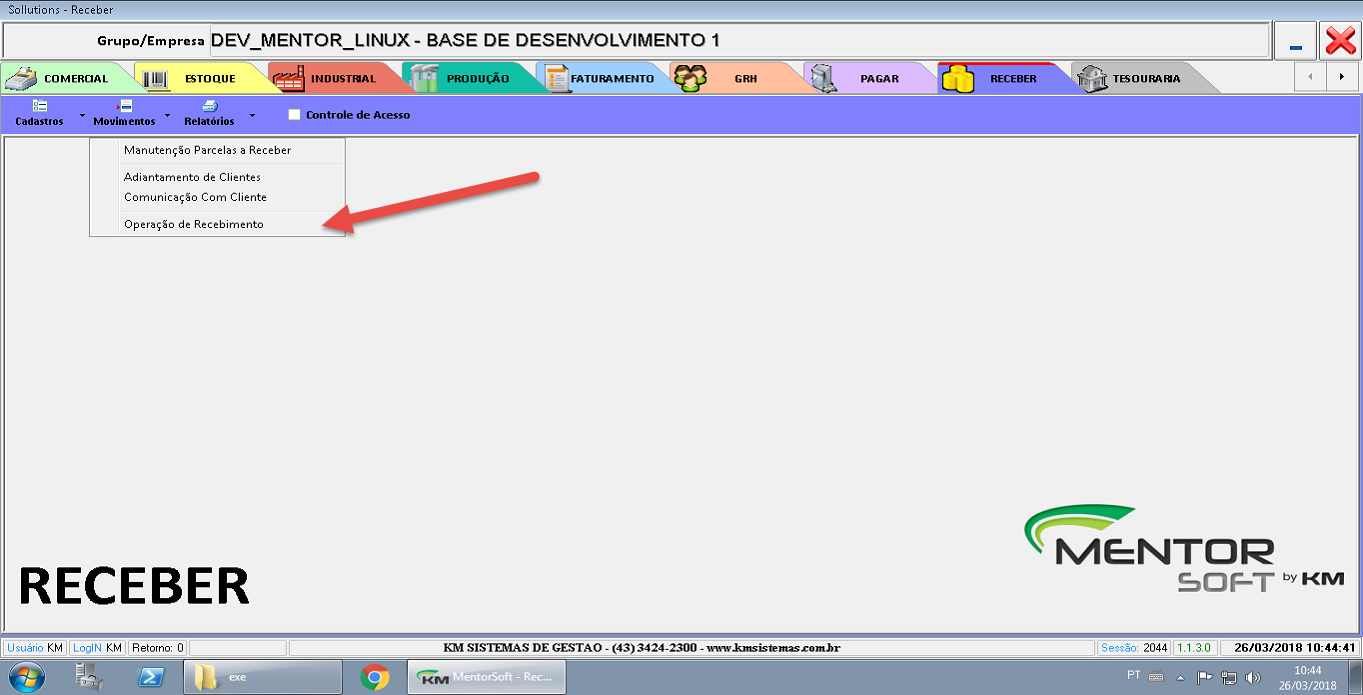 Sollutions - Receber
Grupo/Empresa DEV_MENTOR_LINUX - BASE DE DESENVOLVIMENTO 1
COMERCIAL ESTOQUE INDUSTRIAL PRODUÇÃO FATURAMENTO GRH PAGAR RECEBER TESOURARIA
Cadastros Movimentos Relatórios Controle de Acesso
Manutenção Parcelas a Receber
Adiantamento de Clientes
Comunicação Com Cliente
Operação de Recebimento
MENTOR
SOFT by KM
RECEBER
Usuário KM LogIN KM Retorno: 0 KM SISTEMAS DE GESTAO - (43) 3424-2300 - www.kmsistemas.com.br Sessão: 2044 1.1.3.0 26/03/2018 10:44:41
exe KM MentorSoft - Rec... PT 10:44
26/03/2018